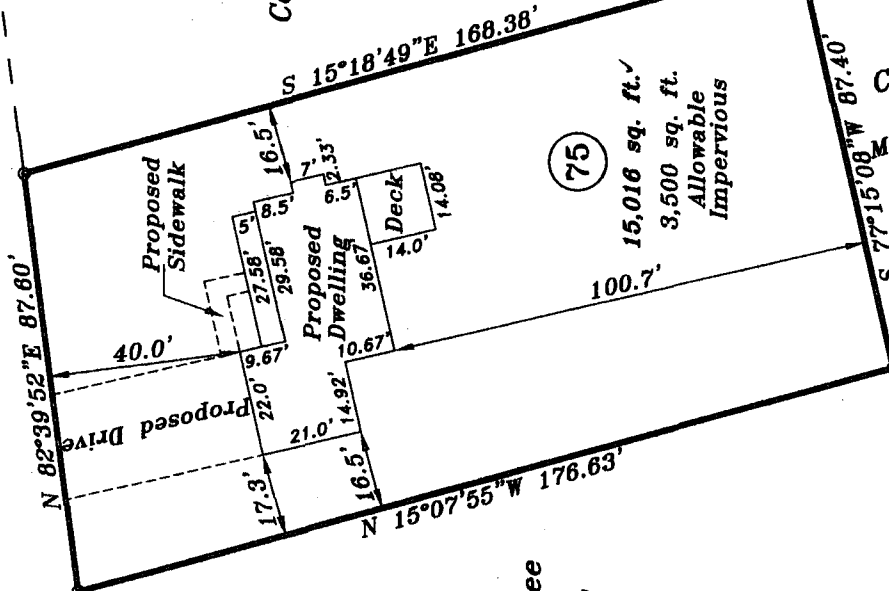 Co
S 15°18'49"E 168.38'
N 82°39'52"E 87.60'
S 77°15'08"W 87.40'
N 15°07'55"W 176.63'
C
M
ee
75
15,016 sq. ft.✓
3,500 sq. ft.
Allowable
Impervious
Proposed
Sidewalk
Proposed
Dwelling
Deck
Proposed Drive
16.5'
7'
2.33'
6.5'
8.5'
5'
27.58'
29.58'
9.67'
22.0'
21.0'
14.92'
10.67'
36.67'
14.0'
14.08'
40.0'
100.7'
17.3'
16.5'